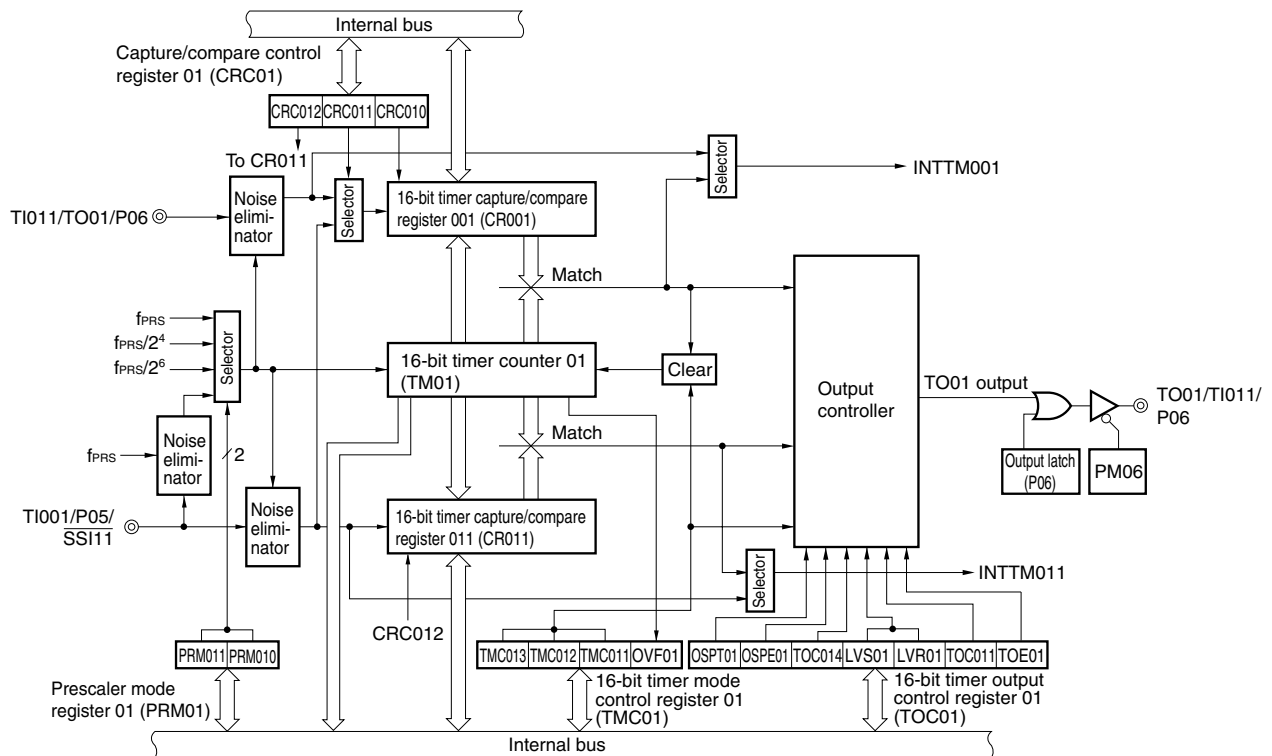 Internal bus
Capture/compare control
register 01 (CRC01)
CRC012 CRC011 CRC010
To CR011
Selector
INTTM001
TI011/TO01/P06
Noise
elimi-
nator
Selector
16-bit timer capture/compare
register 001 (CR001)
Match
fPRS
fPRS/2⁴
fPRS/2⁶
Selector
16-bit timer counter 01
(TM01)
Clear
Output
controller
TO01 output
TO01/TI011/
P06
Match
fPRS
Noise
elimi-
nator
2
Output latch
(P06)
PM06
TI001/P05/
SSI11
Noise
elimi-
nator
16-bit timer capture/compare
register 011 (CR011)
Selector
INTTM011
CRC012
PRM011 PRM010
TMC013 TMC012 TMC011 OVF01
OSPT01 OSPE01 TOC014 LVS01 LVR01 TOC011 TOE01
Prescaler mode
register 01 (PRM01)
16-bit timer mode
control register 01
(TMC01)
16-bit timer output
control register 01
(TOC01)
Internal bus